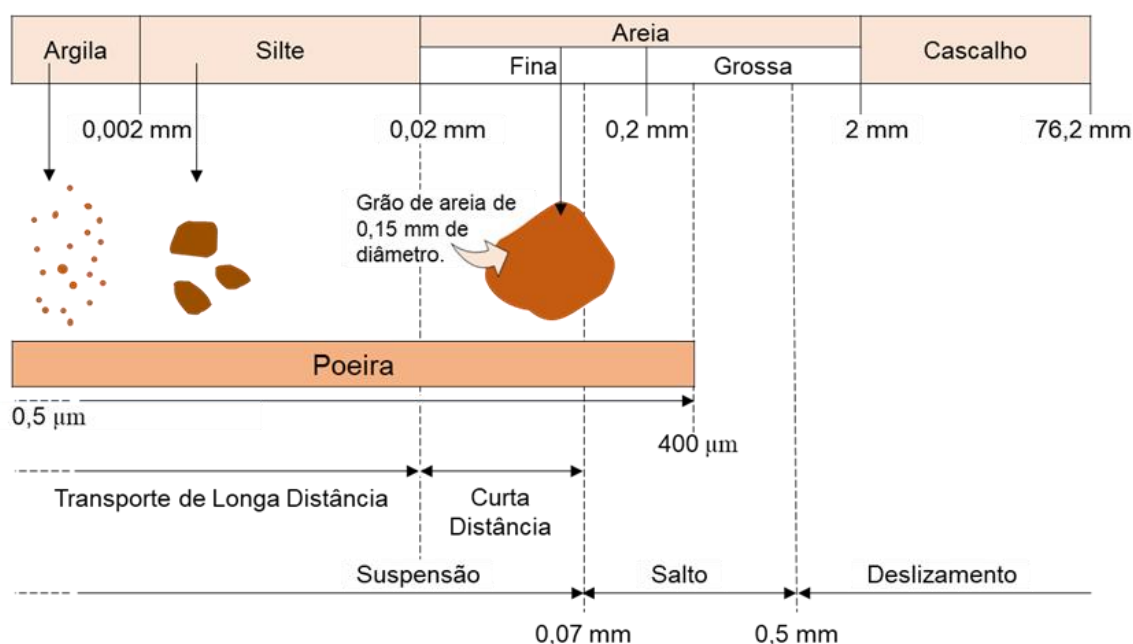 Argila
Silte
Areia
Cascalho
Fina
Grossa
0,002 mm
0,02 mm
0,2 mm
2 mm
76,2 mm
Grão de areia de
0,15 mm de
diâmetro.
Poeira
0,5 µm
400 µm
Transporte de Longa Distância
Curta
Distância
Suspensão
Salto
Deslizamento
0,07 mm
0,5 mm